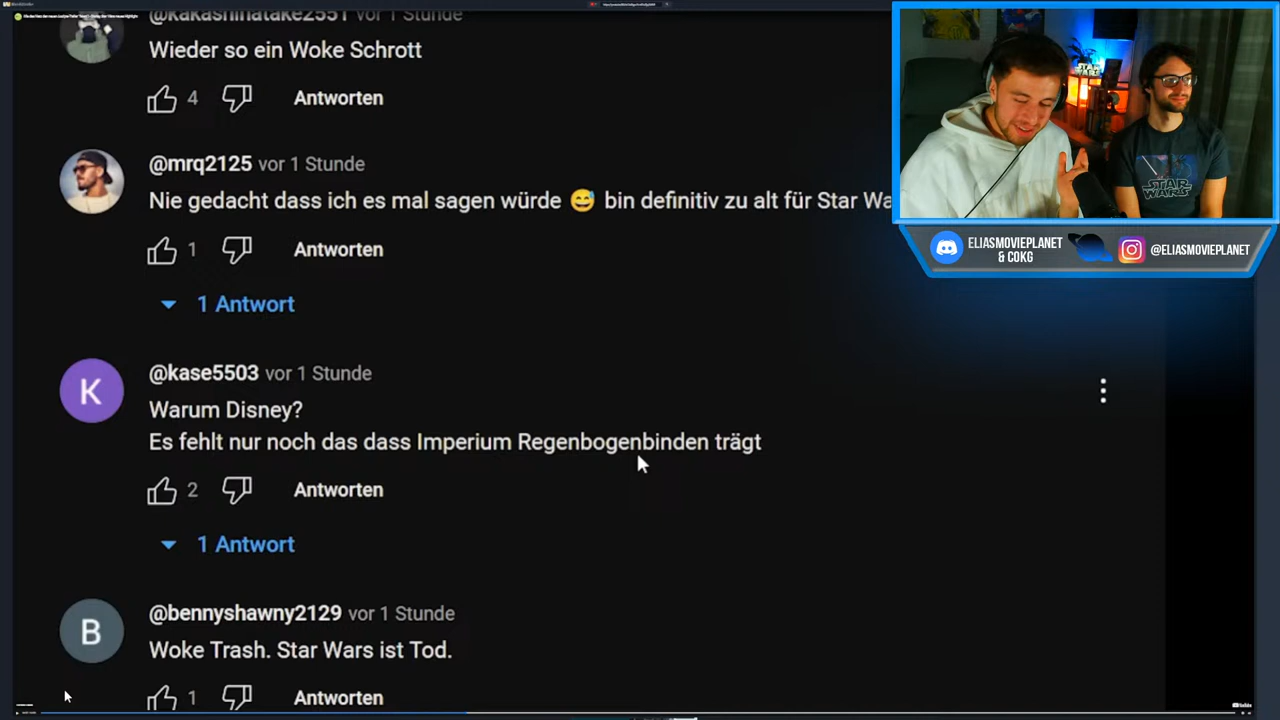 @kakashihatake2551 vor 1 Stunde
Wieder so ein Woke Schrott
4 Antworten
@mrq2125 vor 1 Stunde
Nie gedacht dass ich es mal sagen würde 😅 bin definitiv zu alt für Star Wa
1 Antworten
1 Antwort
@kase5503 vor 1 Stunde
Warum Disney?
Es fehlt nur noch das dass Imperium Regenbogenbinden trägt
2 Antworten
1 Antwort
@bennyshawny2129 vor 1 Stunde
Woke Trash. Star Wars ist Tod.
1 Antworten
K
B
STAR WARS
ELIASMOVIEPLANET
& COKG
@ELIASMOVIEPLANET
YouTube